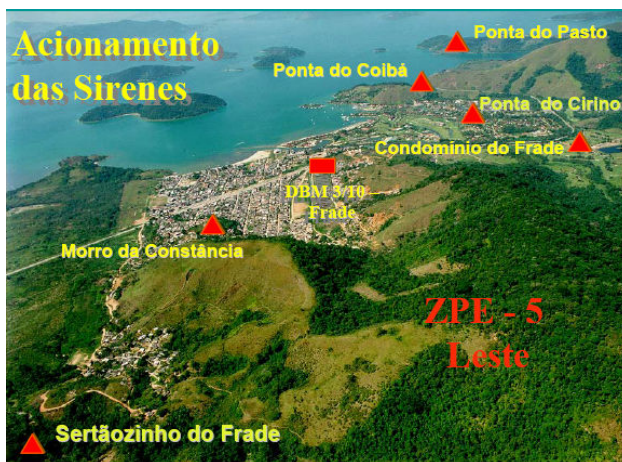 Acionamento
das Sirenes
Ponta do Pasto
Ponta do Coibá
Ponta do Cirino
Condomínio do Frade
DBM 3/10
Frade
Morro da Constância
ZPE - 5
Leste
Sertãozinho do Frade